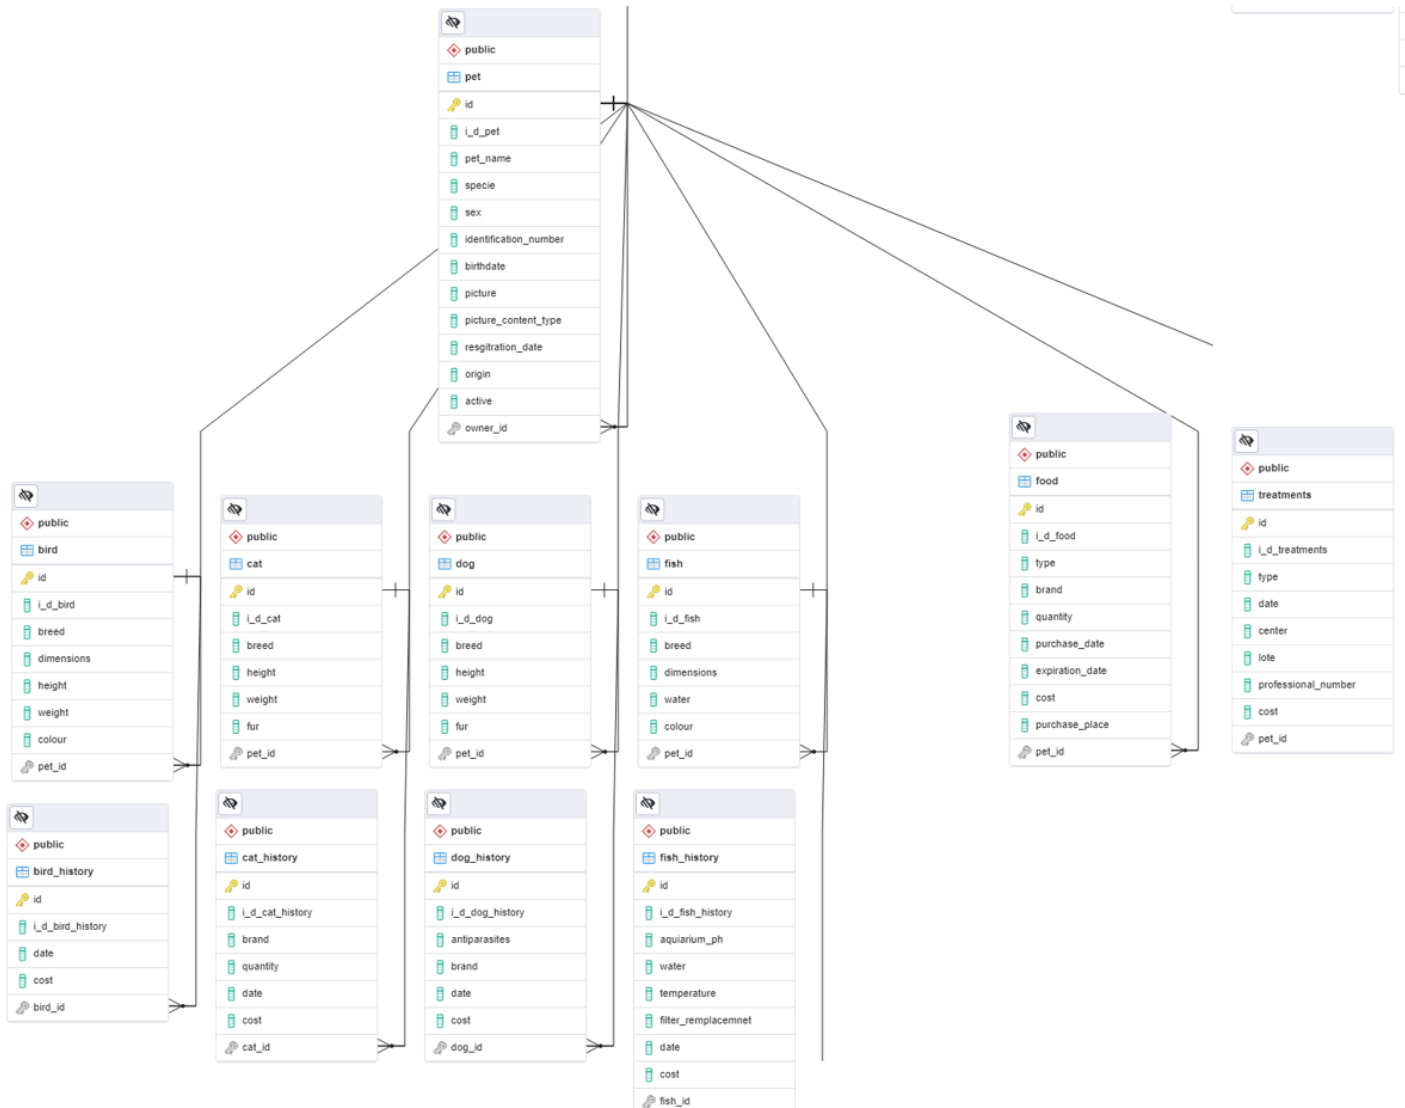 public
pet
id
i_d_pet
pet_name
specie
sex
identification_number
birthdate
picture
picture_content_type
resgitration_date
origin
active
owner_id
public
bird
id
i_d_bird
breed
dimensions
height
weight
colour
pet_id
public
cat
id
i_d_cat
breed
height
weight
fur
pet_id
public
dog
id
i_d_dog
breed
height
weight
fur
pet_id
public
fish
id
i_d_fish
breed
dimensions
water
colour
pet_id
public
food
id
i_d_food
type
brand
quantity
purchase_date
expiration_date
cost
purchase_place
pet_id
public
treatments
id
i_d_treatments
type
date
center
lote
professional_number
cost
pet_id
public
bird_history
id
i_d_bird_history
date
cost
bird_id
public
cat_history
id
i_d_cat_history
brand
quantity
date
cost
cat_id
public
dog_history
id
i_d_dog_history
antiparasites
brand
date
cost
dog_id
public
fish_history
id
i_d_fish_history
aquiarium_ph
water
temperature
filter_remplacemnet
date
cost
fish_id